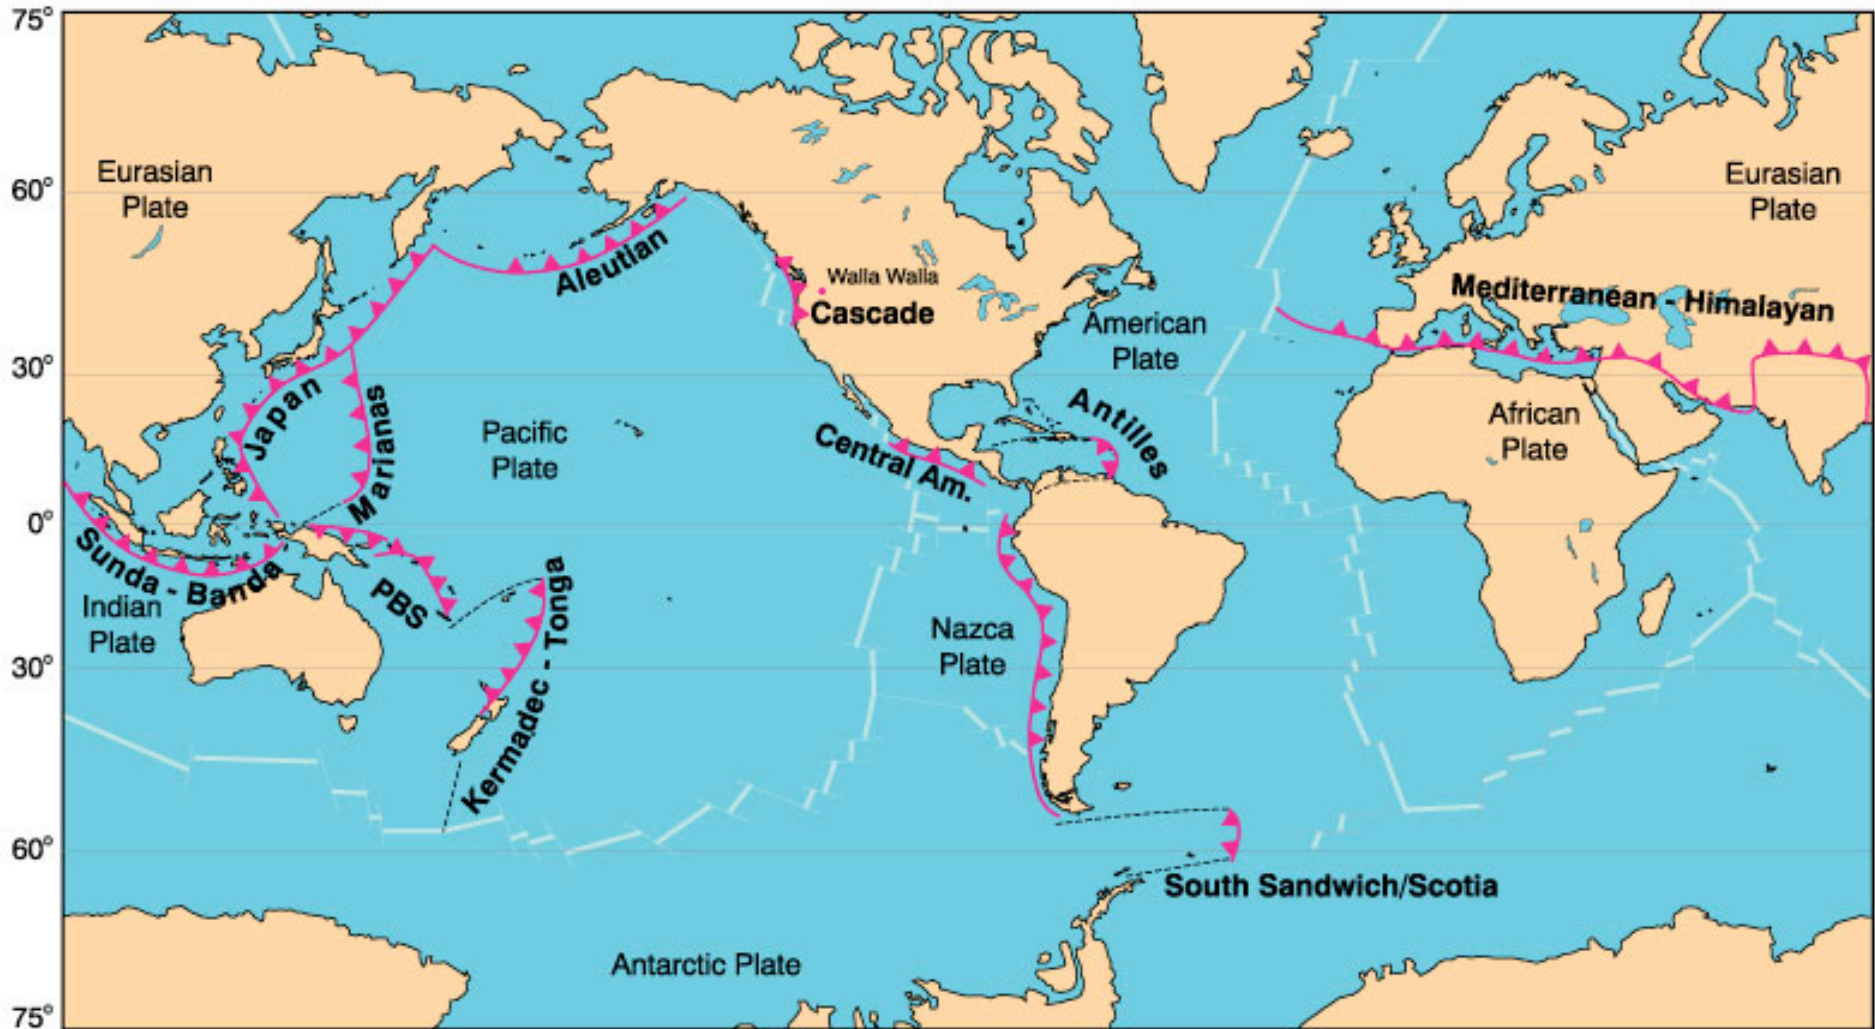 75°
60°
30°
0°
30°
60°
75°
Eurasian
Plate
Aleutian
Walla Walla
Cascade
American
Plate
Mediterranean - Himalayan
Eurasian
Plate
Japan
Marianas
Pacific
Plate
Central Am.
Antilles
African
Plate
Sunda - Banda
Indian
Plate
PBS
Kermadec - Tonga
Nazca
Plate
South Sandwich/Scotia
Antarctic Plate